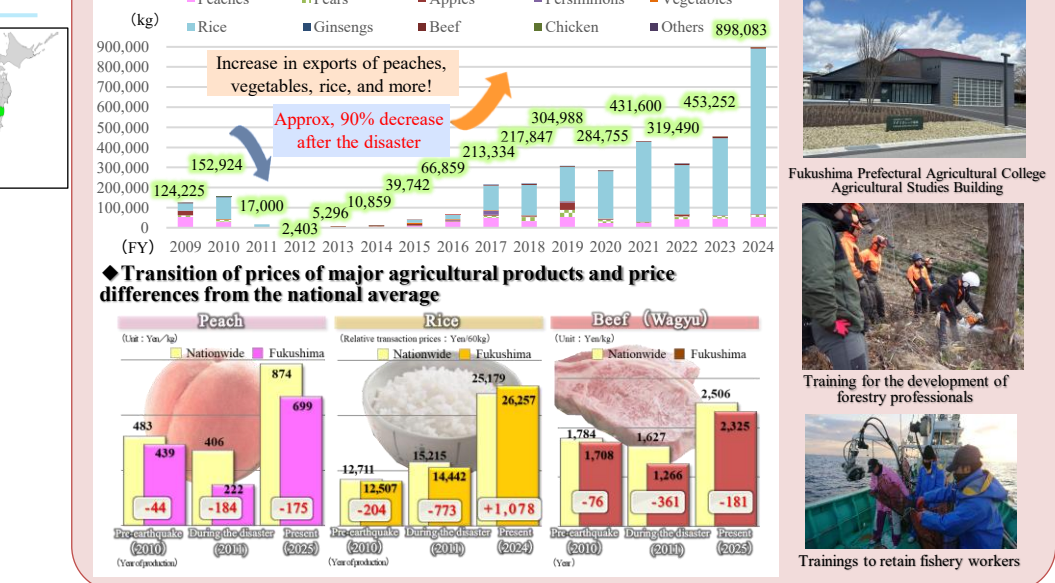 (kg)
Peaches Pears Apples Persimmons Vegetables
Rice Ginsengs Beef Chicken Others
898,083
900,000
800,000
700,000
600,000
500,000
400,000
300,000
200,000
100,000
0
Increase in exports of peaches,
vegetables, rice, and more!
Approx, 90% decrease
after the disaster
124,225
152,924
17,000
2,403
5,296
10,859
39,742
66,859
213,334
217,847
304,988
284,755
431,600
319,490
453,252
(FY) 2009 2010 2011 2012 2013 2014 2015 2016 2017 2018 2019 2020 2021 2022 2023 2024
◆Transition of prices of major agricultural products and price
differences from the national average
Peach
(Unit : Yen/kg)
Nationwide Fukushima
483
439
-44
406
222
-184
874
699
-175
Pre-earthquake
(2010)
During the disaster
(2011)
Present
(2025)
(Year of production)
Rice
(Relative transaction prices : Yen/60kg)
Nationwide Fukushima
12,711
12,507
-204
15,215
14,442
-773
25,179
26,257
+1,078
Pre-earthquake
(2010)
During the disaster
(2011)
Present
(2024)
(Year of production)
Beef (Wagyu)
(Unit : Yen/kg)
Nationwide Fukushima
1,784
1,708
-76
1,627
1,266
-361
2,506
2,325
-181
Pre-earthquake
(2010)
During the disaster
(2011)
Present
(2025)
(Year)
Fukushima Prefectural Agricultural College
Agricultural Studies Building
Training for the development of
forestry professionals
Trainings to retain fishery workers